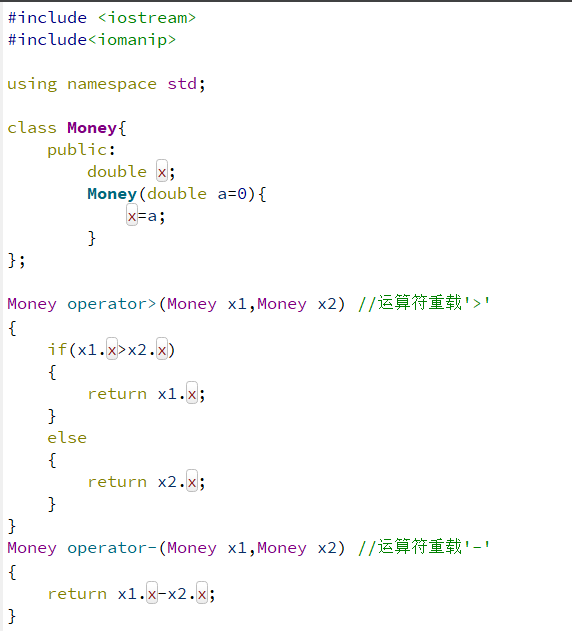 #include <iostream>
#include<iomanip>
using namespace std;
class Money{
    public:
        double x;
        Money(double a=0){
            x=a;
        }
};
Money operator>(Money x1,Money x2) //运算符重载'>'
{
    if(x1.x>x2.x)
    {
        return x1.x;
    }
    else
    {
        return x2.x;
    }
}
Money operator-(Money x1,Money x2) //运算符重载'-'
{
    return x1.x-x2.x;
}